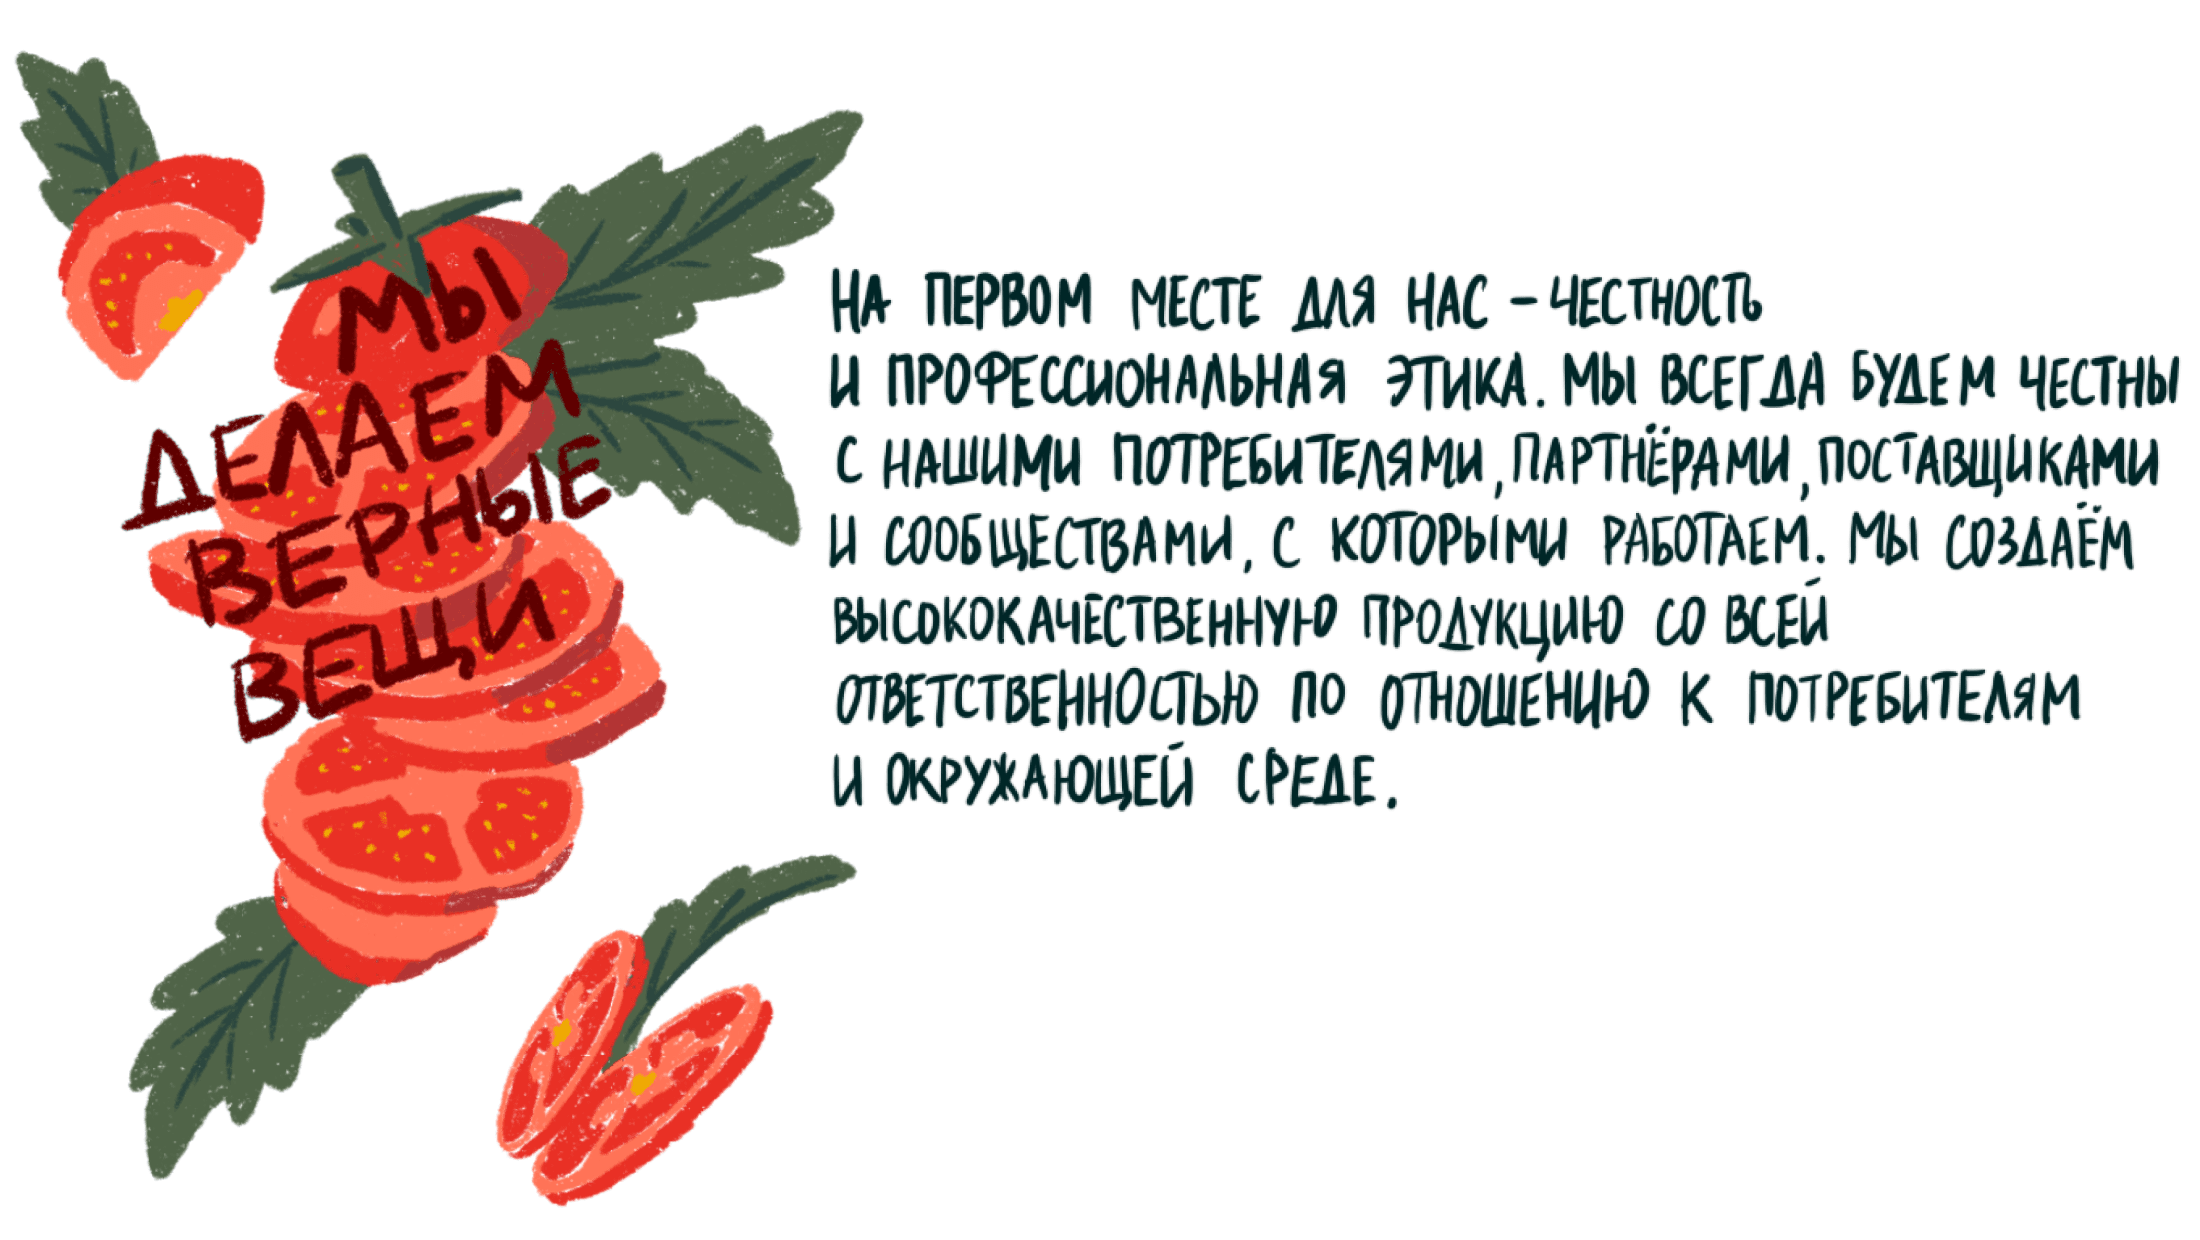 МЫ
ДЕЛАЕМ
ВЕРНЫЕ
ВЕЩИ
НА ПЕРВОМ МЕСТЕ ДЛЯ НАС – ЧЕСТНОСТЬ
И ПРОФЕССИОНАЛЬНАЯ ЭТИКА. МЫ ВСЕГДА БУДЕМ ЧЕСТНЫ
С НАШИМИ ПОТРЕБИТЕЛЯМИ, ПАРТНЁРАМИ, ПОСТАВЩИКАМИ
И СООБЩЕСТВАМИ, С КОТОРЫМИ РАБОТАЕМ. МЫ СОЗДАЁМ
ВЫСОКОКАЧЕСТВЕННУЮ ПРОДУКЦИЮ СО ВСЕЙ
ОТВЕТСТВЕННОСТЬЮ ПО ОТНОШЕНИЮ К ПОТРЕБИТЕЛЯМ
И ОКРУЖАЮЩЕЙ СРЕДЕ.